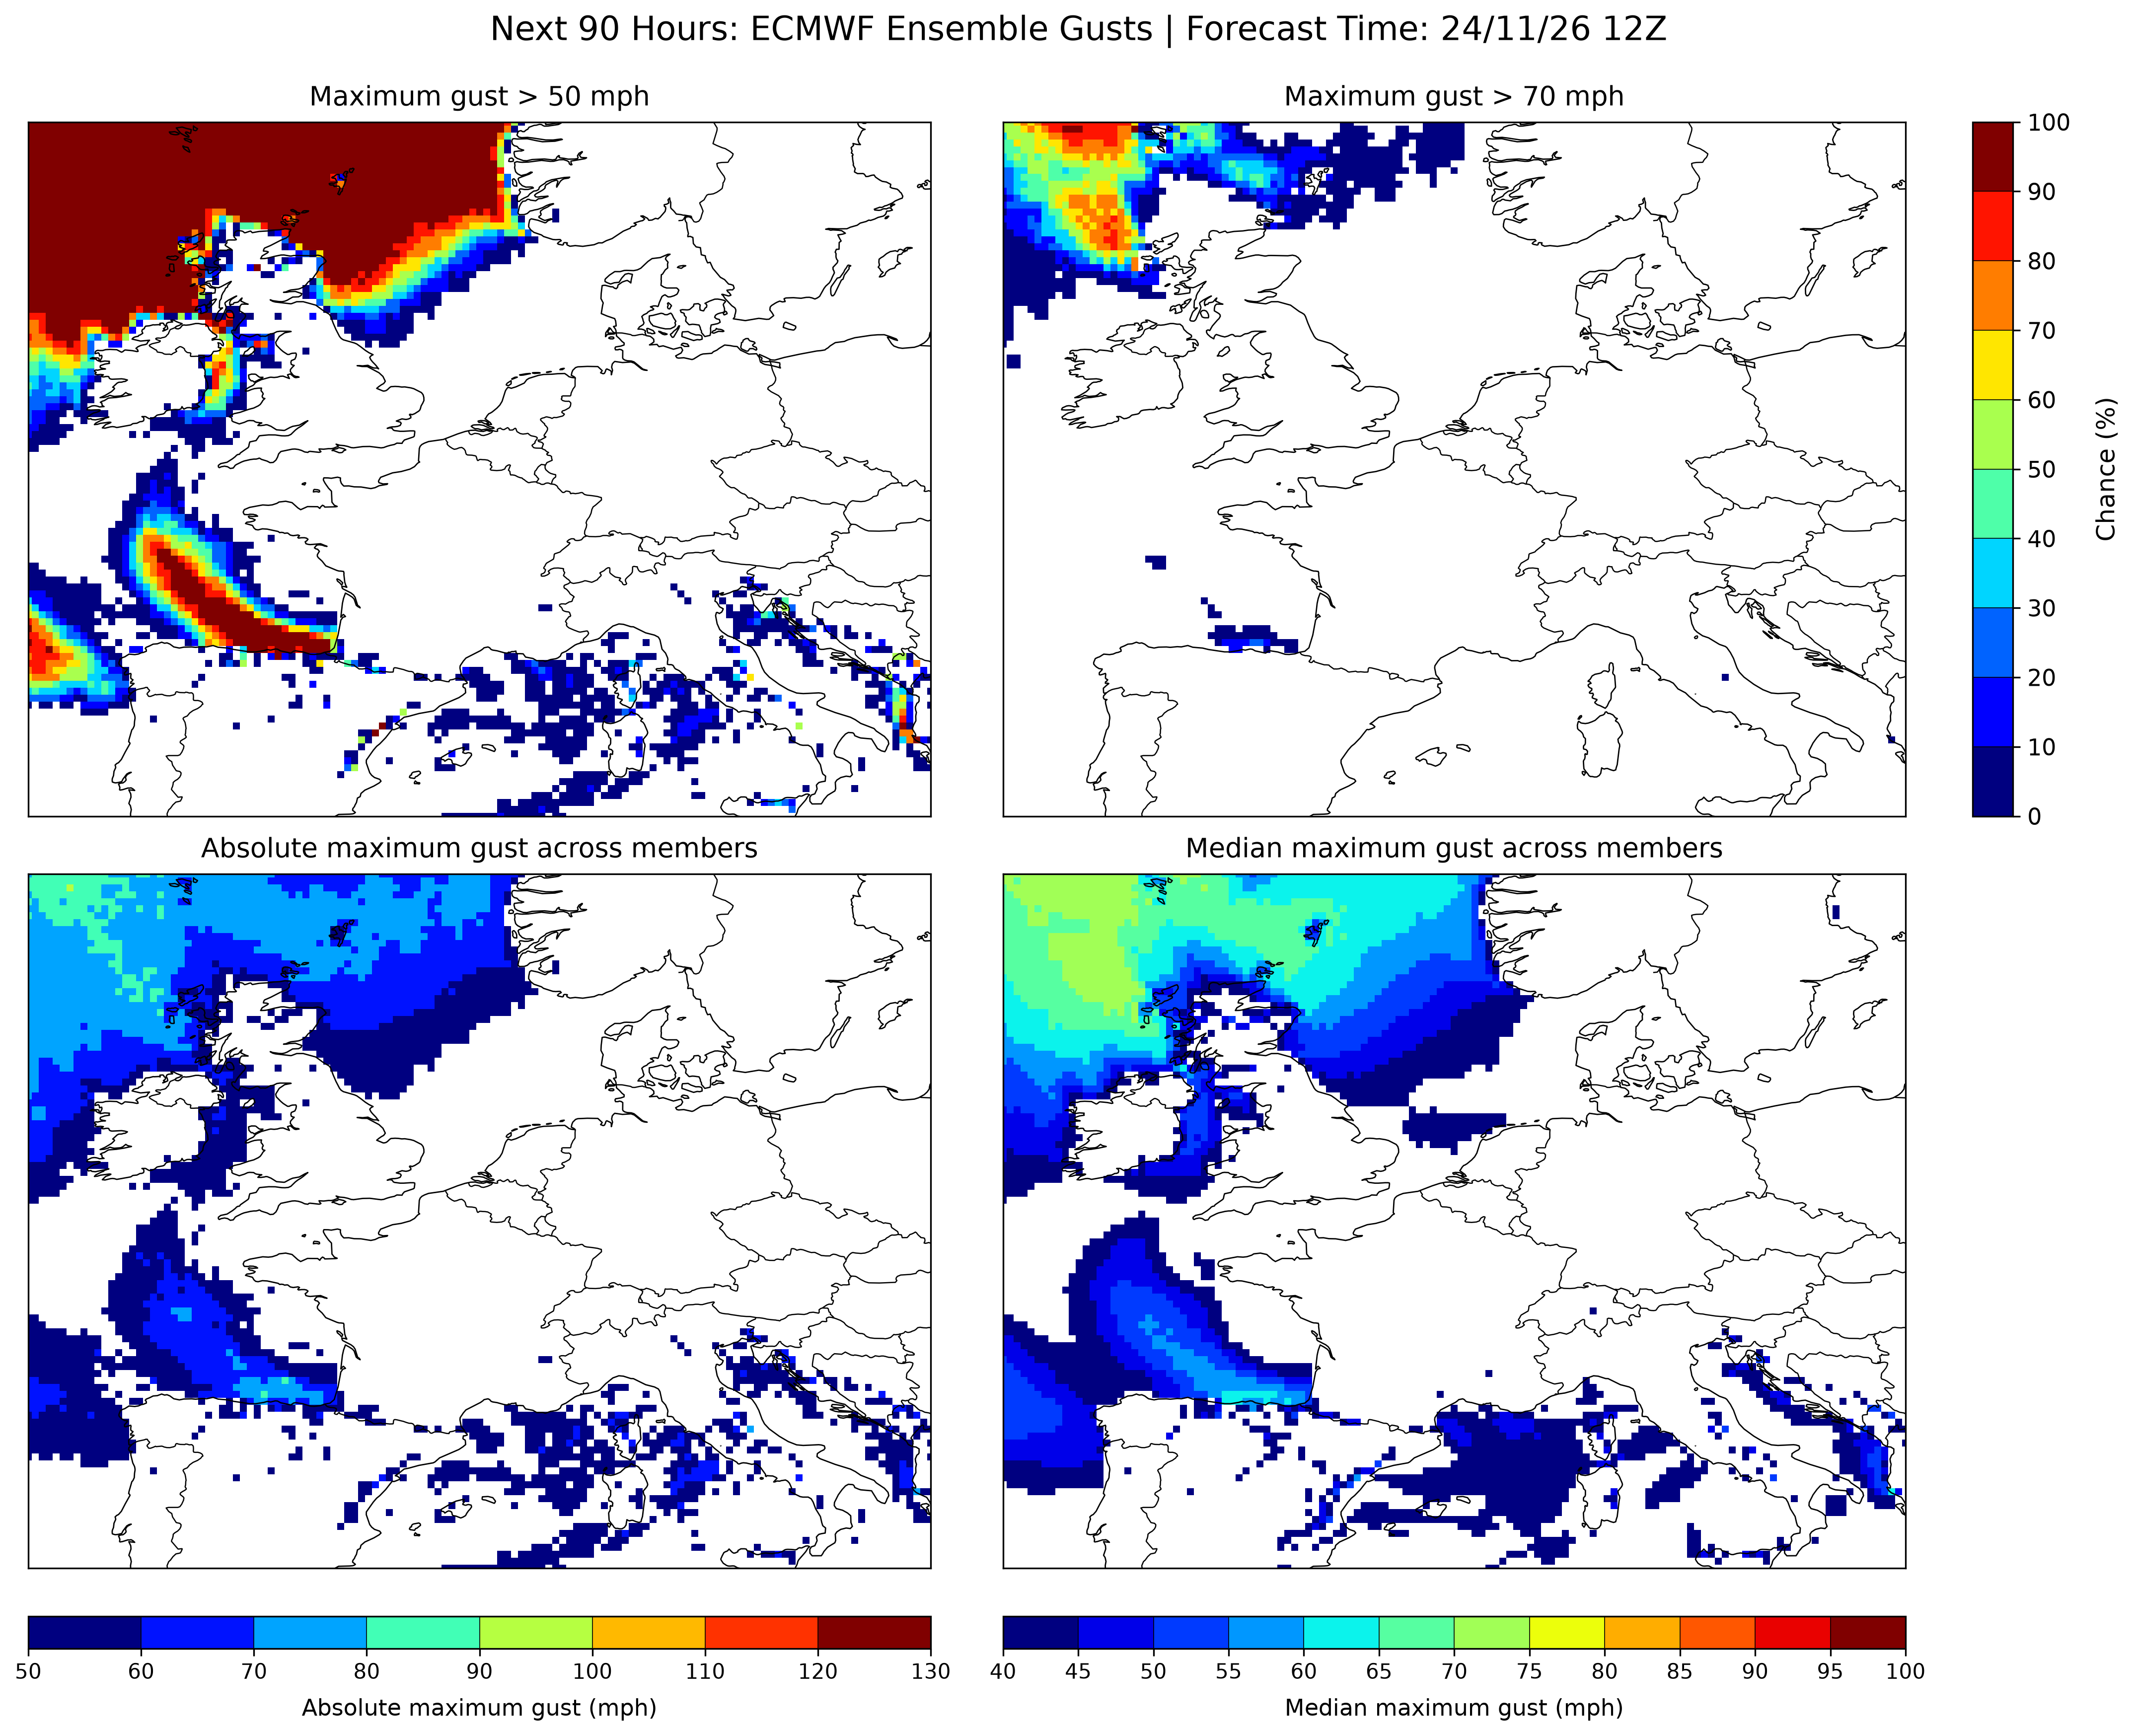 Next 90 Hours: ECMWF Ensemble Gusts | Forecast Time: 24/11/26 12Z
Maximum gust > 50 mph
Maximum gust > 70 mph
100
90
80
70
60
50
40
30
20
10
0
Chance (%)
Absolute maximum gust across members
Median maximum gust across members
50 60 70 80 90 100 110 120 130
Absolute maximum gust (mph)
40 45 50 55 60 65 70 75 80 85 90 95 100
Median maximum gust (mph)